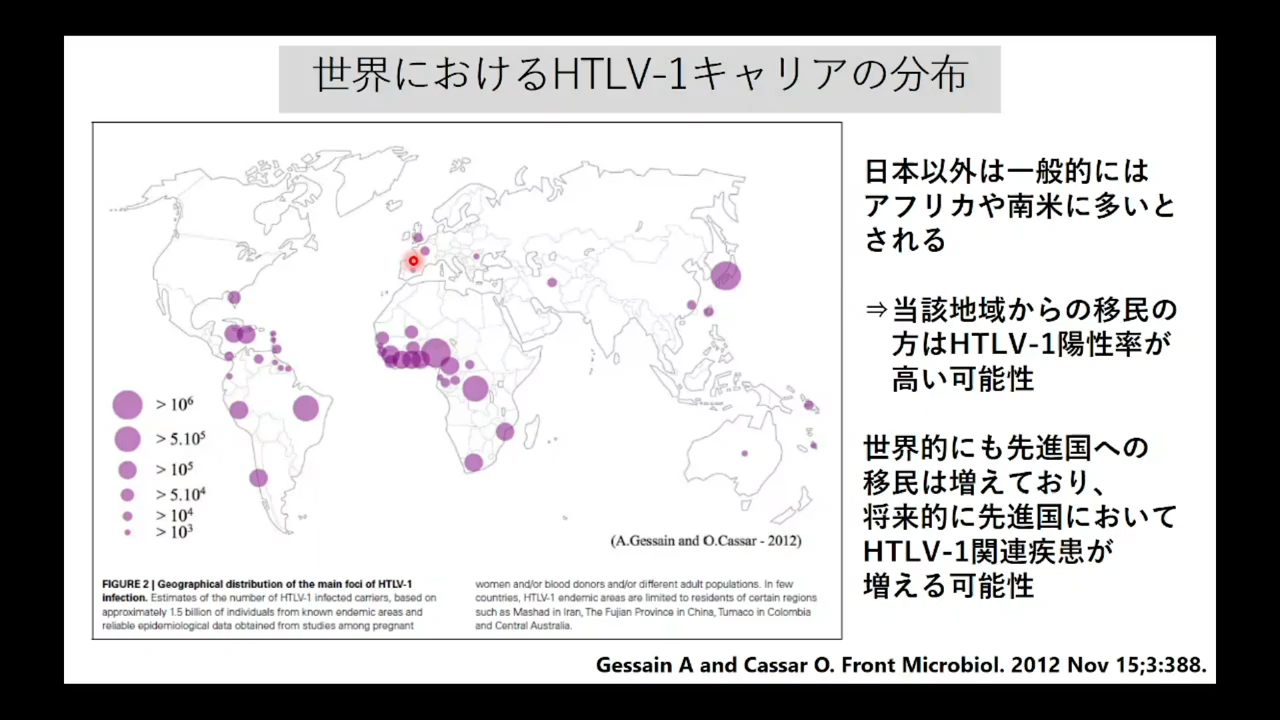 世界におけるHTLV-1キャリアの分布
> 10⁶
> 5.10⁵
> 10⁵
> 5.10⁴
> 10⁴
> 10³
(A.Gessain and O.Cassar - 2012)
FIGURE 2 | Geographical distribution of the main foci of HTLV-1
infection. Estimates of the number of HTLV-1 infected carriers, based on
approximately 1.5 billion of individuals from known endemic areas and
reliable epidemiological data obtained from studies among pregnant
women and/or blood donors and/or different adult populations. In few
countries, HTLV-1 endemic areas are limited to residents of certain regions
such as Mashad in Iran, The Fujian Province in China, Tumaco in Colombia
and Central Australia.
日本以外は一般的には
アフリカや南米に多いと
される
⇒当該地域からの移民の
方はHTLV-1陽性率が
高い可能性
世界的にも先進国への
移民は増えており、
将来的に先進国において
HTLV-1関連疾患が
増える可能性
Gessain A and Cassar O. Front Microbiol. 2012 Nov 15;3:388.